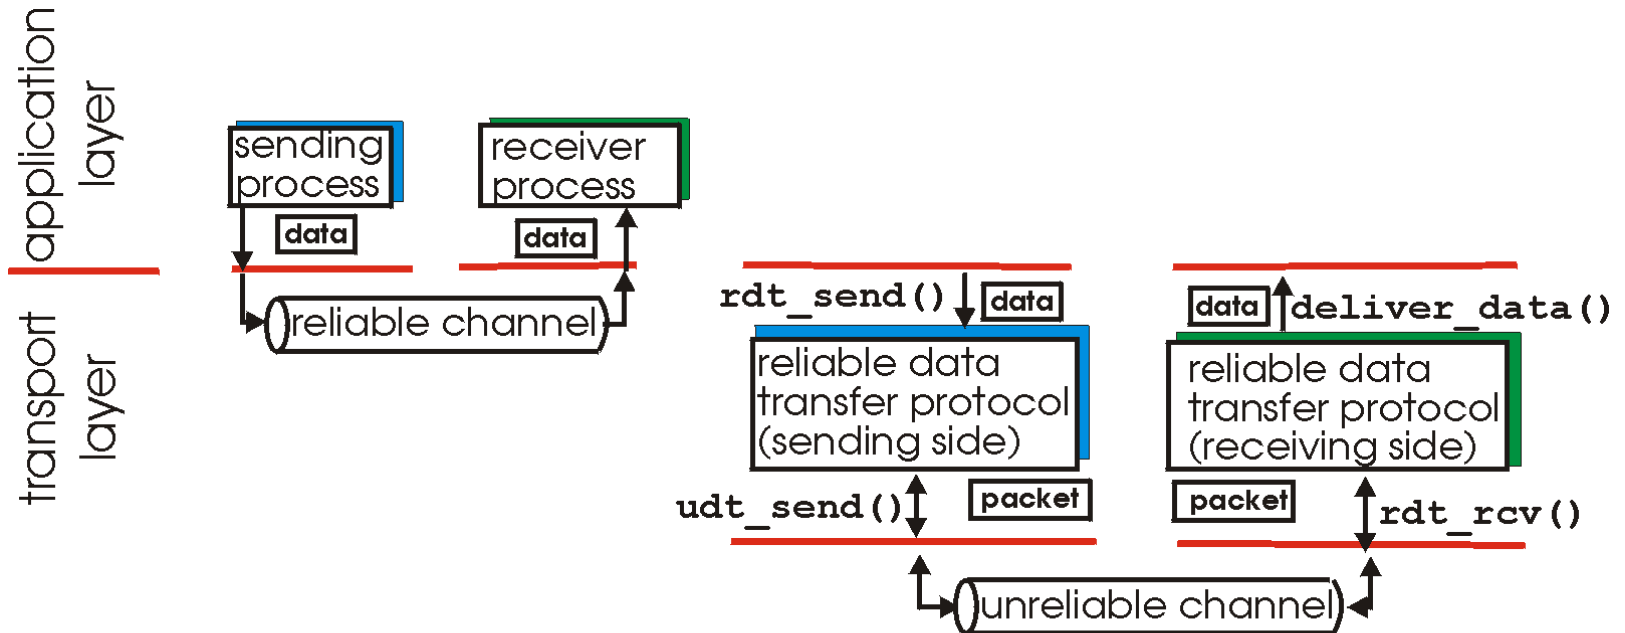 application
layer
transport
layer
sending
process
receiver
process
data
data
reliable channel
rdt_send()
data
data
deliver_data()
reliable data
transfer protocol
(sending side)
reliable data
transfer protocol
(receiving side)
udt_send()
packet
packet
rdt_rcv()
unreliable channel